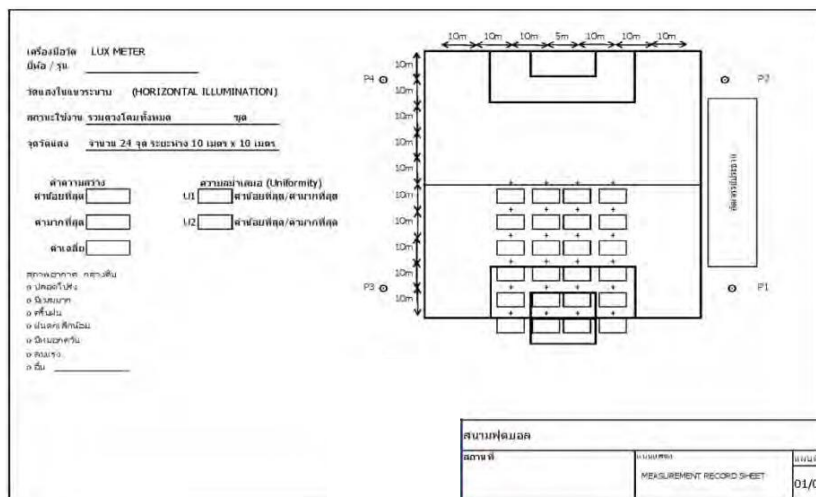 เครื่องมือวัด LUX METER
ยี่ห้อ / รุ่น
วัดแสงในแนวระนาบ (HORIZONTAL ILLUMINATION)
สภาวะใช้งาน รวมดวงโคมทั้งหมด ชุด
จุดวัดแสง จำนวน 24 จุด ระยะห่าง 10 เมตร x 10 เมตร
ค่าความสว่าง
ค่าน้อยที่สุด
ค่ามากที่สุด
ค่าเฉลี่ย
ความสม่ำเสมอ (Uniformity)
U1 ค่าน้อยที่สุด/ค่ามากที่สุด
U2 ค่าน้อยที่สุด/ค่ามากที่สุด
สภาพอากาศ กลางคืน
o ปลอดโปร่ง
o มีเมฆมาก
o ครึ้มฝน
o ฝนตกเล็กน้อย
o มีหมอกควัน
o ลมแรง
o อื่น
10m 10m 10m 5m 10m 10m 10m
10m
10m
10m
10m
10m
10m
10m
10m
10m
10m
P4
P2
P3
P1
สนามฟุตบอล
สถานที่
แบบแสดง
MEASUREMENT RECORD SHEET
แผ่นที่